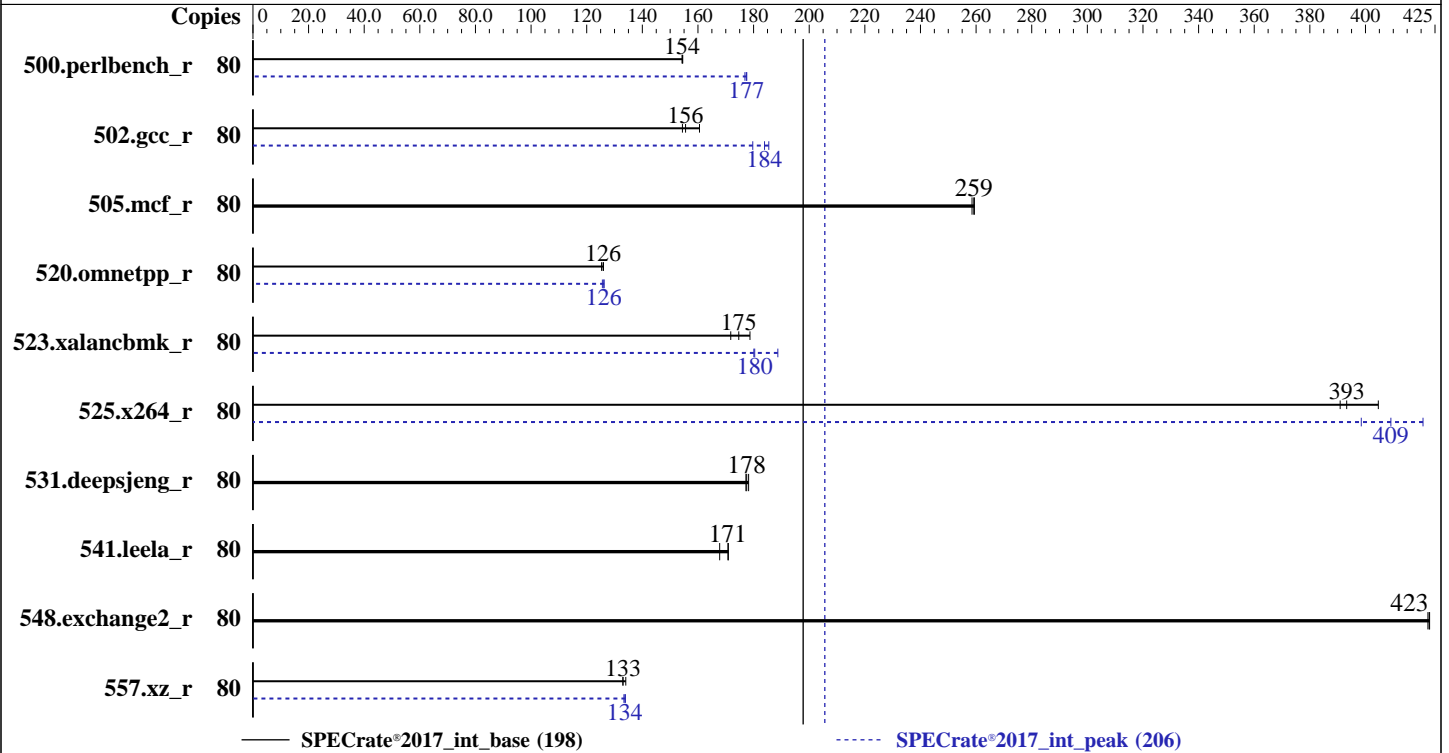 Copies 0 20.0 40.0 60.0 80.0 100 120 140 160 180 200 220 240 260 280 300 320 340 360 380 400 425
500.perlbench_r 80 154
177
502.gcc_r 80 156
184
505.mcf_r 80 259
520.omnetpp_r 80 126
126
523.xalancbmk_r 80 175
180
525.x264_r 80 393
409
531.deepsjeng_r 80 178
541.leela_r 80 171
548.exchange2_r 80 423
557.xz_r 80 133
134
SPECrate®2017_int_base (198) SPECrate®2017_int_peak (206)